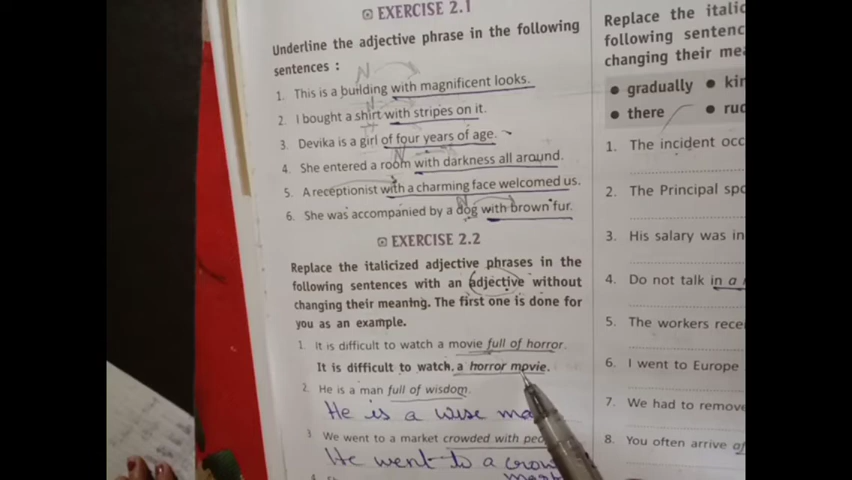 EXERCISE 2.1
Underline the adjective phrase in the following
sentences :
N
1. This is a building with magnificent looks.
N
2. I bought a shirt with stripes on it.
3. Devika is a girl of four years of age.
N
4. She entered a room with darkness all around.
5. A receptionist with a charming face welcomed us.
N
6. She was accompanied by a dog with brown fur.
EXERCISE 2.2
Replace the italicized adjective phrases in the
following sentences with an adjective without
changing their meaning. The first one is done for
you as an example.
1. It is difficult to watch a movie full of horror.
It is difficult to watch a horror movie.
2. He is a man full of wisdom.
He is a wise
3. We went to a market crowded with
He went to a
Replace the
following
changing their
gradually
there
1. The incident
2. The Principal
3. His salary was in
4. Do not talk in a
5. The workers
6. I went to Europe
7. We had to remove
8. You often arrive